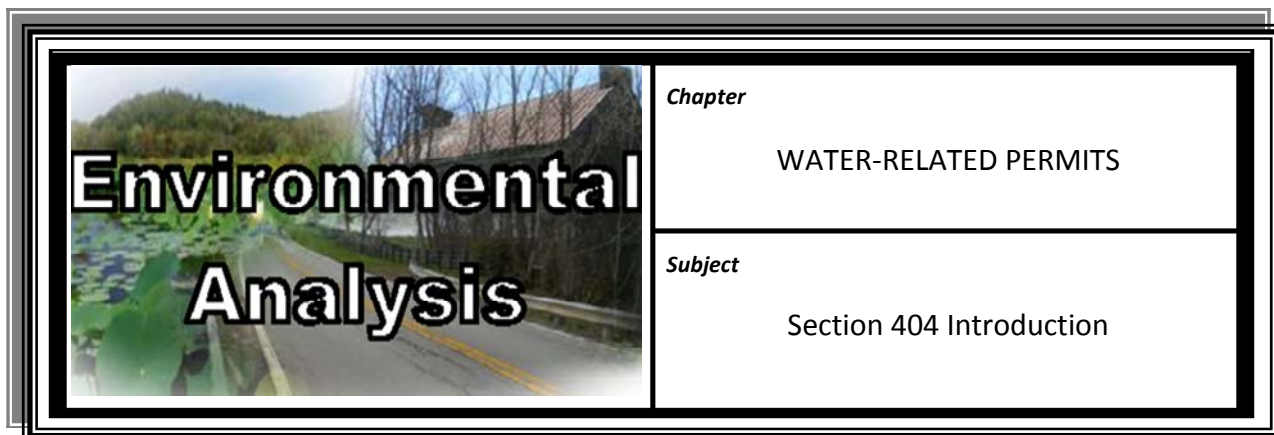 Environmental
Analysis
Chapter
WATER-RELATED PERMITS
Subject
Section 404 Introduction